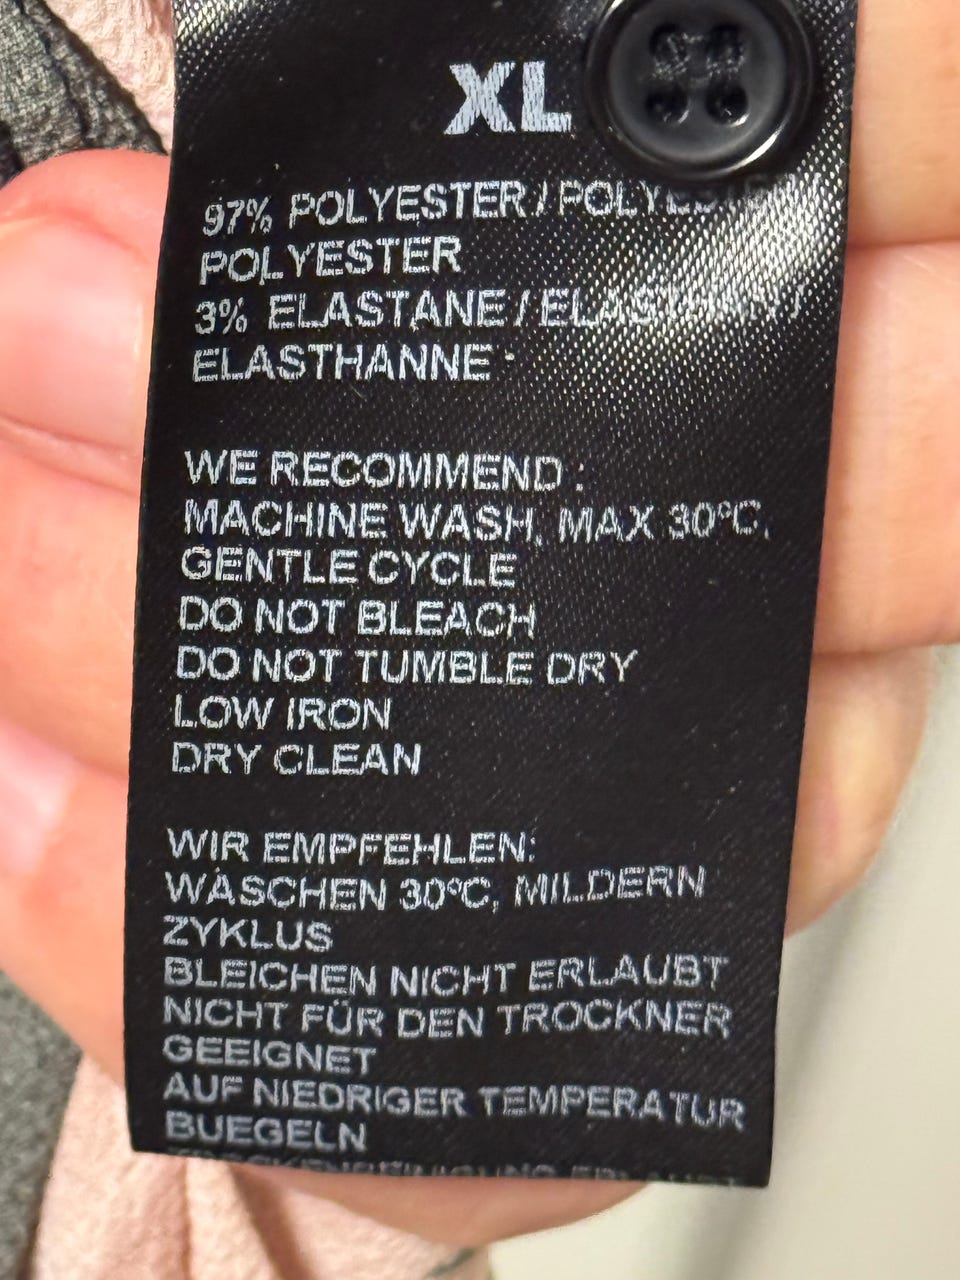 XL
97% POLYESTER / POLYESTER
POLYESTER
3% ELASTANE / ELASTHAN /
ELASTHANNE
WE RECOMMEND :
MACHINE WASH, MAX 30°C,
GENTLE CYCLE
DO NOT BLEACH
DO NOT TUMBLE DRY
LOW IRON
DRY CLEAN
WIR EMPFEHLEN:
WASCHEN 30°C, MILDERN
ZYKLUS
BLEICHEN NICHT ERLAUBT
NICHT FÜR DEN TROCKNER
GEEIGNET
AUF NIEDRIGER TEMPERATUR
BUEGELN